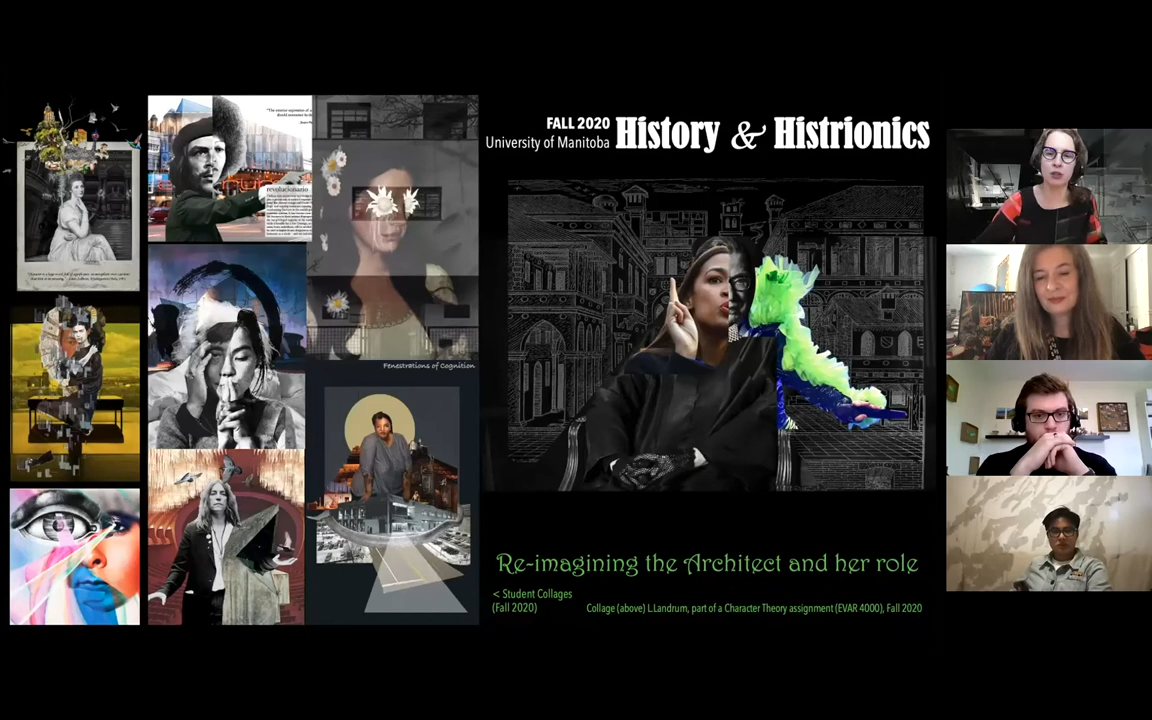 FALL 2020
University of Manitoba
History & Histrionics
revolucionario
Fenestrations of Cognition
Re-imagining the Architect and her role
< Student Collages
(Fall 2020)
Collage (above) L.Landrum, part of a Character Theory assignment (EVAR 4000), Fall 2020